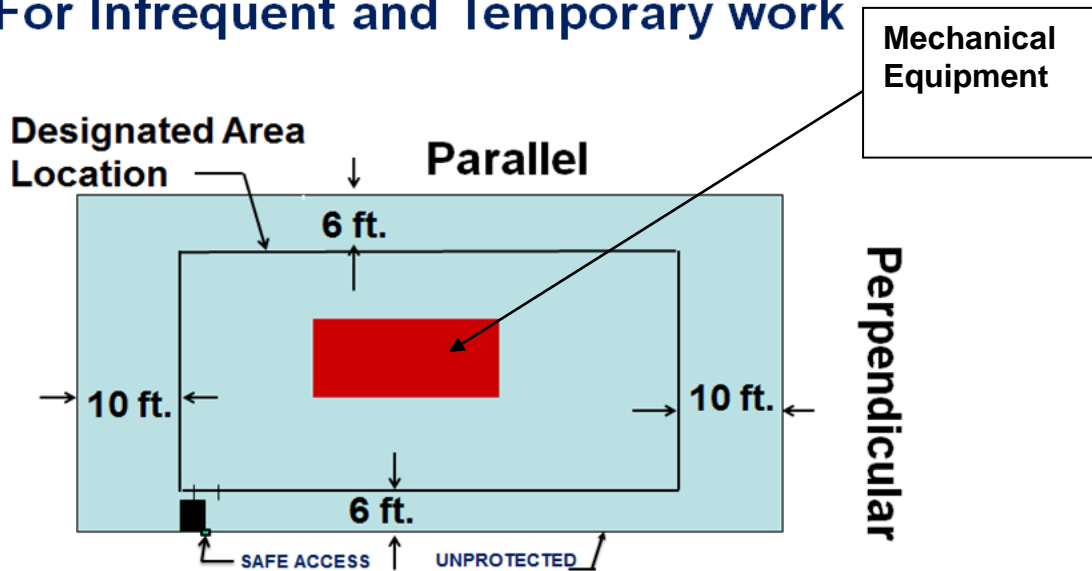 For Infrequent and Temporary work
Mechanical
Equipment
Designated Area
Location
Parallel
6 ft.
Perpendicular
10 ft.
10 ft.
6 ft.
SAFE ACCESS
UNPROTECTED